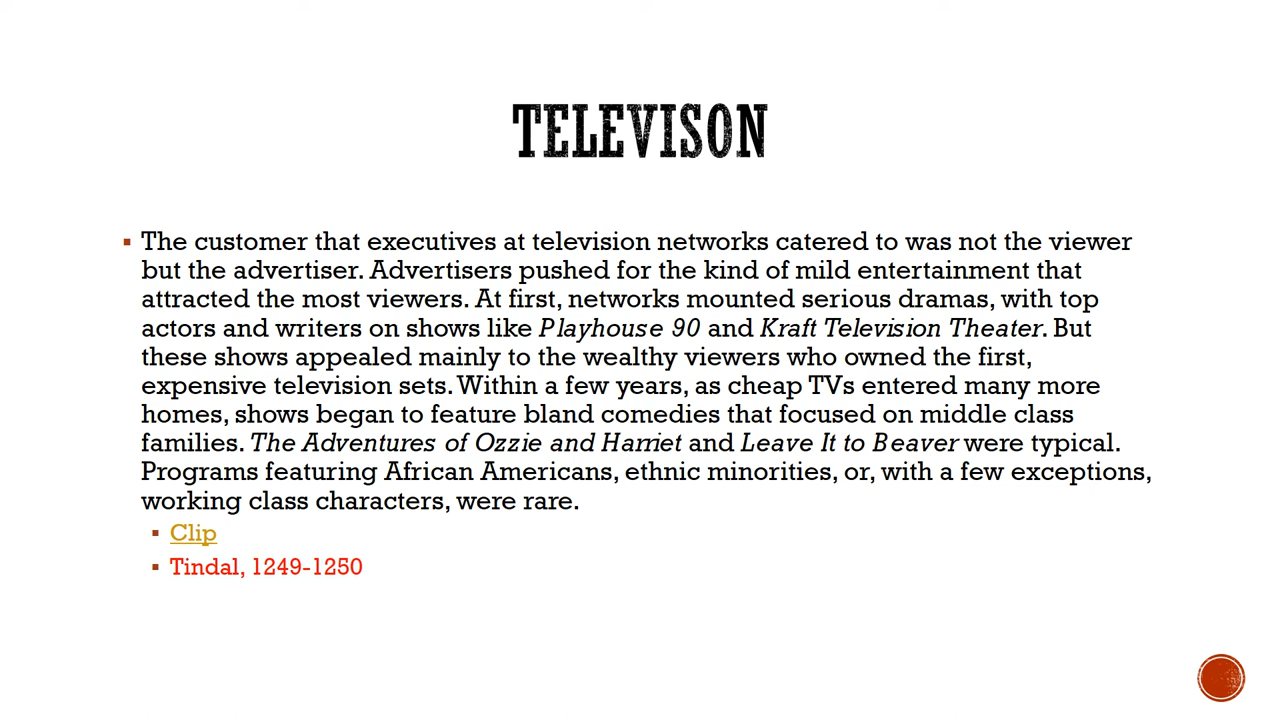 TELEVISON
The customer that executives at television networks catered to was not the viewer
but the advertiser. Advertisers pushed for the kind of mild entertainment that
attracted the most viewers. At first, networks mounted serious dramas, with top
actors and writers on shows like Playhouse 90 and Kraft Television Theater. But
these shows appealed mainly to the wealthy viewers who owned the first,
expensive television sets. Within a few years, as cheap TVs entered many more
homes, shows began to feature bland comedies that focused on middle class
families. The Adventures of Ozzie and Harriet and Leave It to Beaver were typical.
Programs featuring African Americans, ethnic minorities, or, with a few exceptions,
working class characters, were rare.
Clip
Tindal, 1249-1250